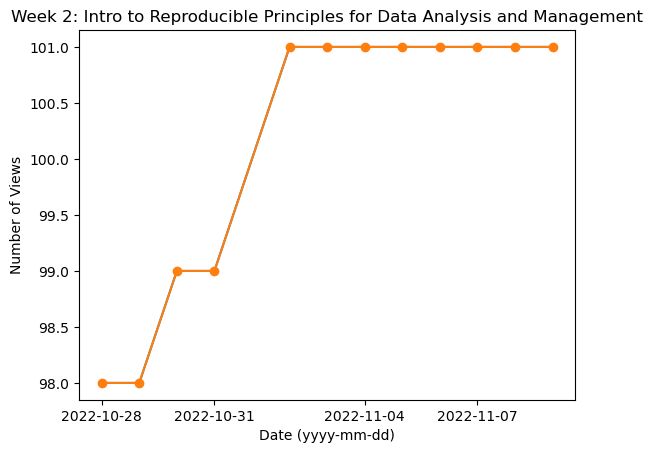 Week 2: Intro to Reproducible Principles for Data Analysis and Management
101.0
100.5
100.0
99.5
99.0
98.5
98.0
Number of Views
2022-10-28 2022-10-31 2022-11-04 2022-11-07
Date (yyyy-mm-dd)